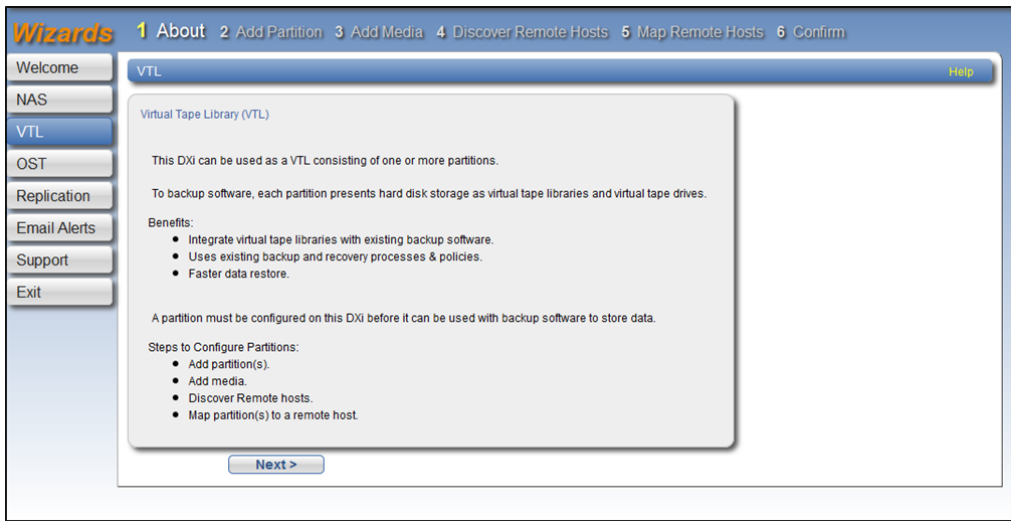 Wizards
1 About 2 Add Partition 3 Add Media 4 Discover Remote Hosts 5 Map Remote Hosts 6 Confirm
Welcome
NAS
VTL
OST
Replication
Email Alerts
Support
Exit
VTL
Help
Virtual Tape Library (VTL)
This DXi can be used as a VTL consisting of one or more partitions.
To backup software, each partition presents hard disk storage as virtual tape libraries and virtual tape drives.
Benefits:
● Integrate virtual tape libraries with existing backup software.
● Uses existing backup and recovery processes & policies.
● Faster data restore.
A partition must be configured on this DXi before it can be used with backup software to store data.
Steps to Configure Partitions:
● Add partition(s).
● Add media.
● Discover Remote hosts.
● Map partition(s) to a remote host.
Next >